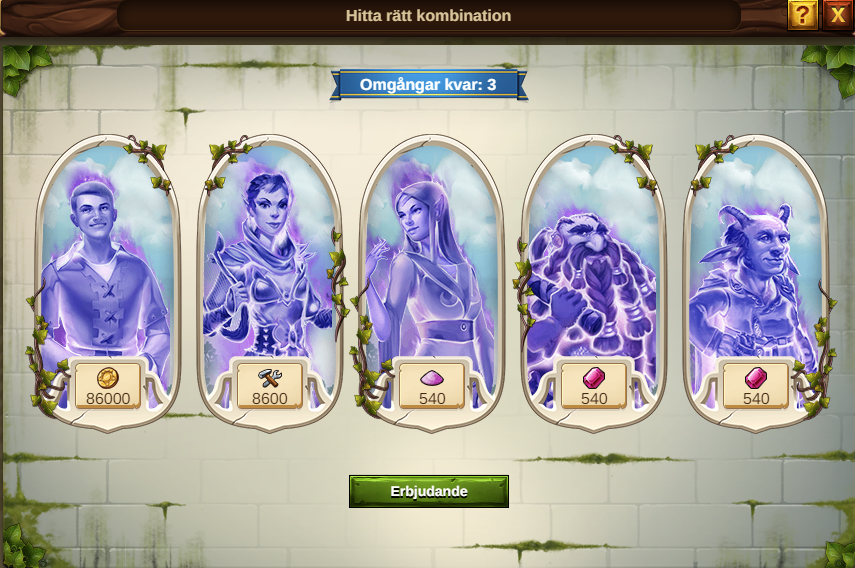 Hitta rätt kombination
?
X
Omgångar kvar: 3
86000
8600
540
540
540
Erbjudande